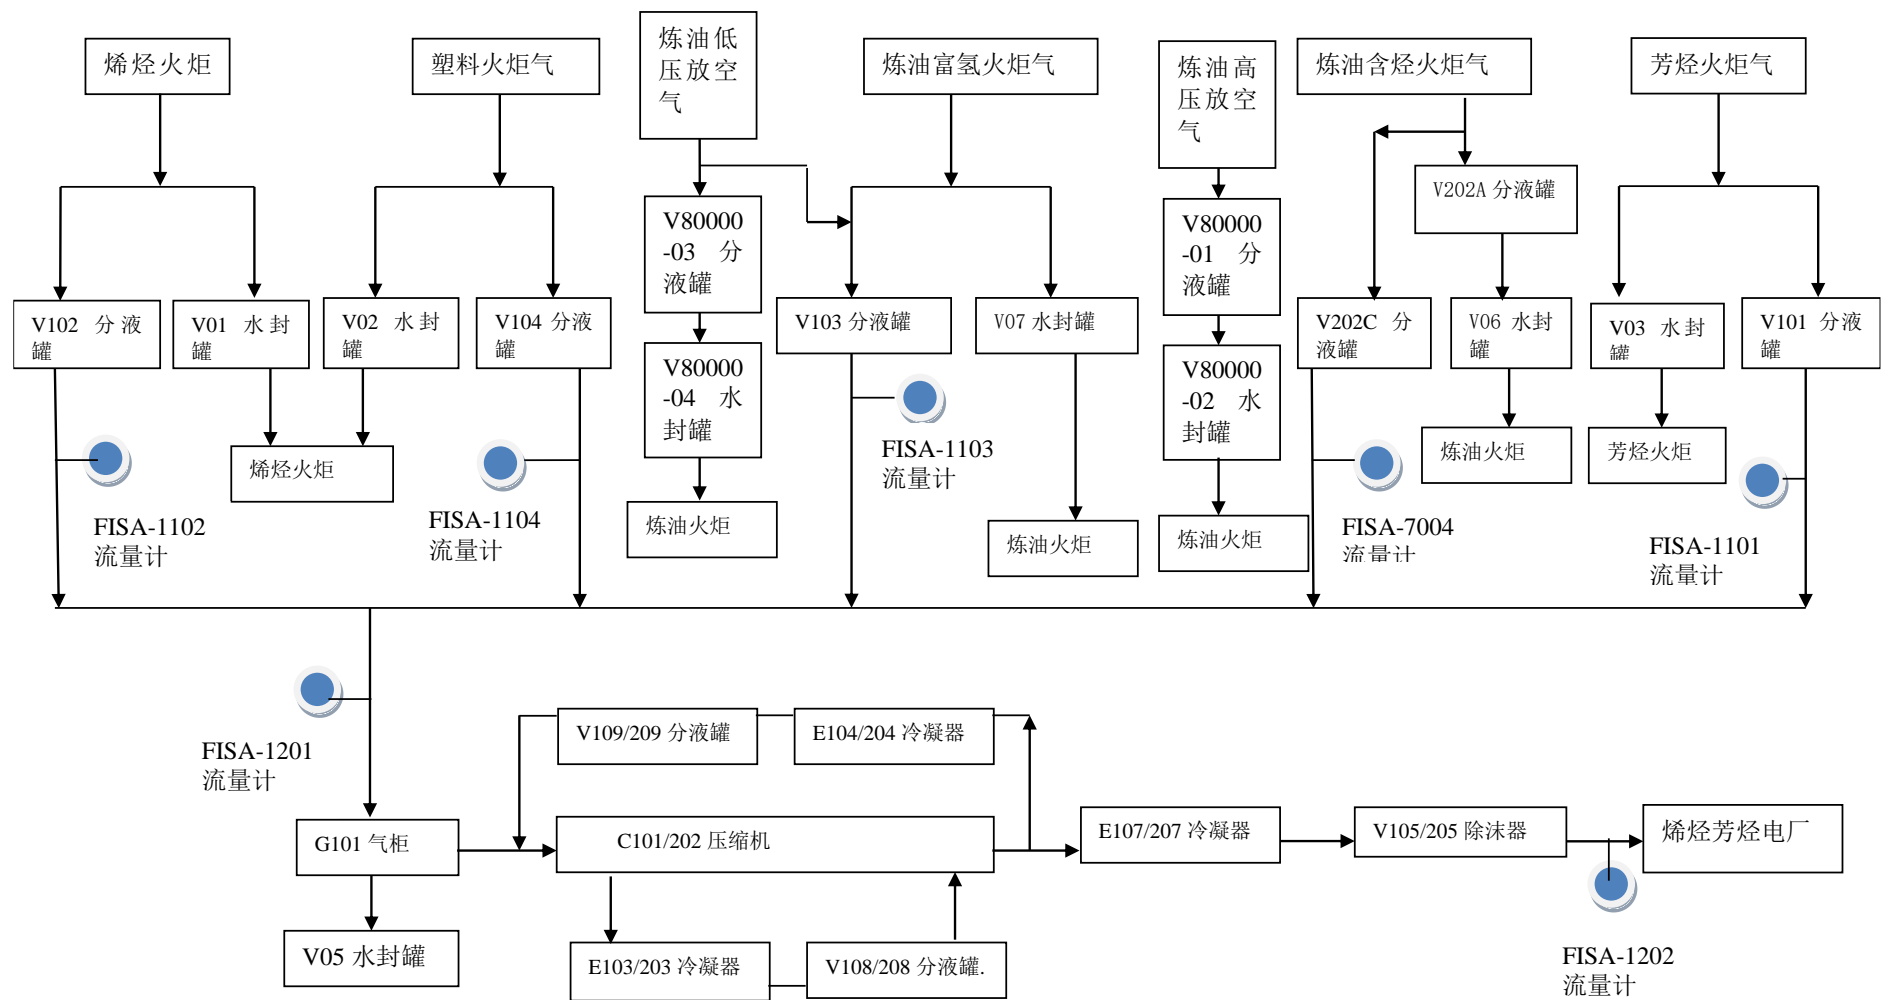 烯烃火炬
塑料火炬气
炼油低
压放空
气
炼油富氢火炬气
炼油高
压放空
气
炼油含烃火炬气
芳烃火炬气
V202A 分液罐
V80000
-03 分
液罐
V80000
-01 分
液罐
V102 分液
罐
V01 水封
罐
V02 水封
罐
V104 分液
罐
V103 分液罐
V07 水封罐
V202C 分
液罐
V06 水封
罐
V03 水封
罐
V101 分液
罐
V80000
-04 水
封罐
V80000
-02 水
封罐
烯烃火炬
FISA-1103
流量计
炼油火炬
芳烃火炬
FISA-1102
流量计
FISA-1104
流量计
炼油火炬
炼油火炬
炼油火炬
FISA-7004
流量计
FISA-1101
流量计
FISA-1201
流量计
V109/209 分液罐
E104/204 冷凝器
G101 气柜
C101/202 压缩机
E107/207 冷凝器
V105/205 除沫器
烯烃芳烃电厂
V05 水封罐
E103/203 冷凝器
V108/208 分液罐.
FISA-1202
流量计